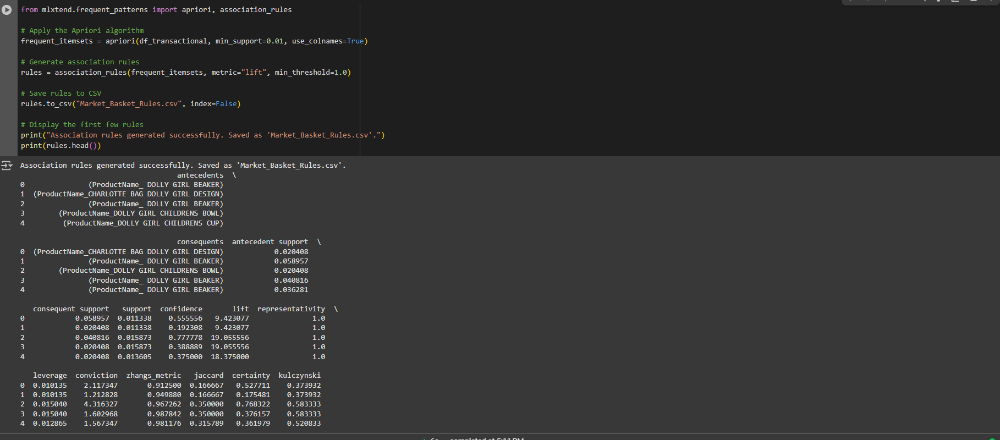 from mlxtend.frequent_patterns import apriori, association_rules
# Apply the Apriori algorithm
frequent_itemsets = apriori(df_transactional, min_support=0.01, use_colnames=True)
# Generate association rules
rules = association_rules(frequent_itemsets, metric="lift", min_threshold=1.0)
# Save rules to CSV
rules.to_csv("Market_Basket_Rules.csv", index=False)
# Display the first few rules
print("Association rules generated successfully. Saved as 'Market_Basket_Rules.csv'.")
print(rules.head())
Association rules generated successfully. Saved as 'Market_Basket_Rules.csv'.
antecedents \
0 (ProductName_ DOLLY GIRL BEAKER)
1 (ProductName_CHARLOTTE BAG DOLLY GIRL DESIGN)
2 (ProductName_ DOLLY GIRL BEAKER)
3 (ProductName_DOLLY GIRL CHILDRENS BOWL)
4 (ProductName_DOLLY GIRL CHILDRENS CUP)
consequents antecedent support \
0 (ProductName_CHARLOTTE BAG DOLLY GIRL DESIGN) 0.020408
1 (ProductName_ DOLLY GIRL BEAKER) 0.058957
2 (ProductName_DOLLY GIRL CHILDRENS BOWL) 0.020408
3 (ProductName_ DOLLY GIRL BEAKER) 0.040816
4 (ProductName_ DOLLY GIRL BEAKER) 0.036281
consequent support support confidence lift representativity \
0 0.058957 0.011338 0.555556 9.423077 1.0
1 0.020408 0.011338 0.192308 9.423077 1.0
2 0.040816 0.015873 0.777778 19.055556 1.0
3 0.020408 0.015873 0.388889 19.055556 1.0
4 0.020408 0.013605 0.375000 18.375000 1.0
leverage conviction zhangs_metric jaccard certainty kulczynski
0 0.010135 2.117347 0.912500 0.166667 0.527711 0.373932
1 0.010135 1.212828 0.949880 0.166667 0.175481 0.373932
2 0.015040 4.316327 0.967262 0.350000 0.768322 0.583333
3 0.015040 1.602968 0.987842 0.350000 0.376157 0.583333
4 0.012865 1.567347 0.981176 0.315789 0.361979 0.520833
completed at 5:11 PM